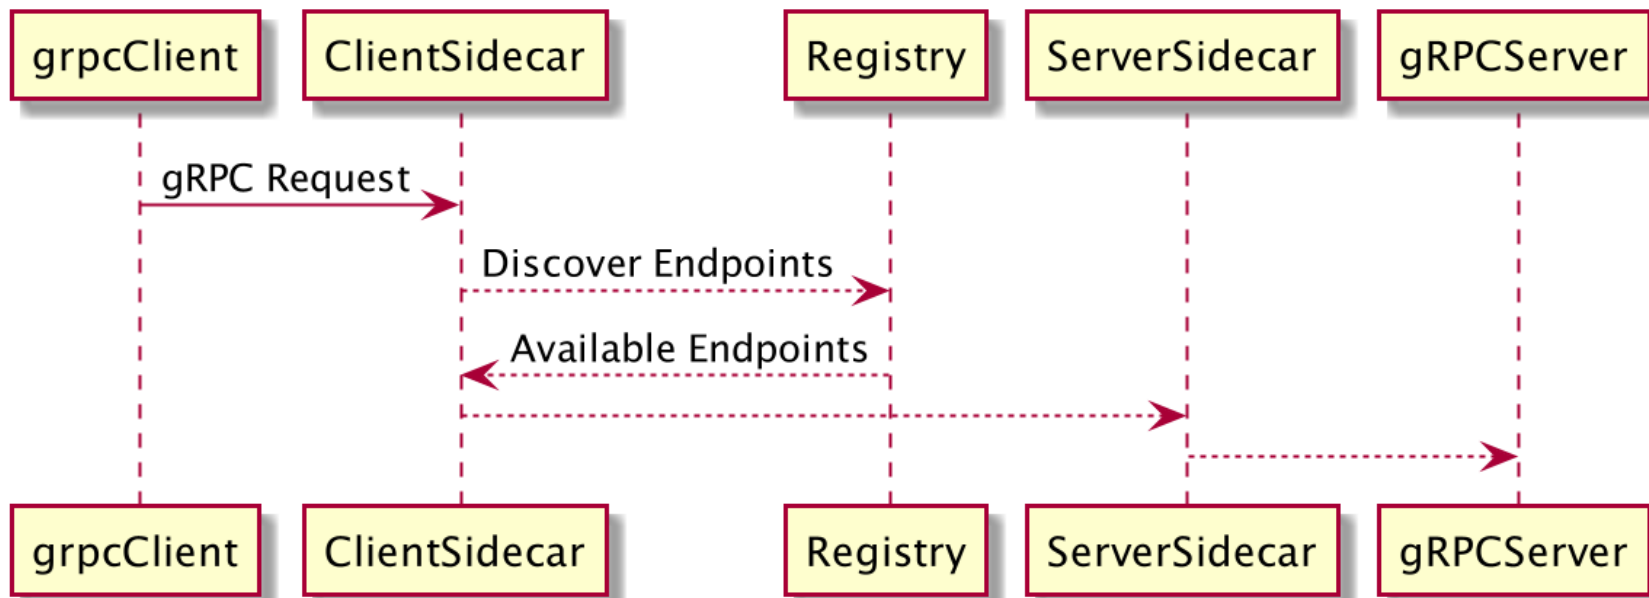 grpcClient
ClientSidecar
Registry
ServerSidecar
gRPCServer
gRPC Request
Discover Endpoints
Available Endpoints
grpcClient
ClientSidecar
Registry
ServerSidecar
gRPCServer